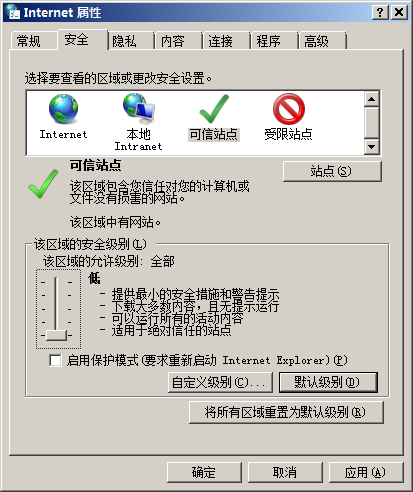 Internet 属性
常规 安全 隐私 内容 连接 程序 高级
选择要查看的区域或更改安全设置。
Internet 本地 Intranet 可信站点 受限站点
可信站点
站点(S)
该区域包含您信任对您的计算机或
文件没有损害的网站。
该区域中有网站。
该区域的安全级别(L)
该区域的允许级别: 全部
低
- 提供最小的安全措施和警告提示
- 下载大多数内容，且无提示运行
- 可以运行所有的活动内容
- 适用于绝对信任的站点
启用保护模式(要求重新启动 Internet Explorer)(P)
自定义级别(C)... 默认级别(D)
将所有区域重置为默认级别(R)
确定 取消 应用(A)